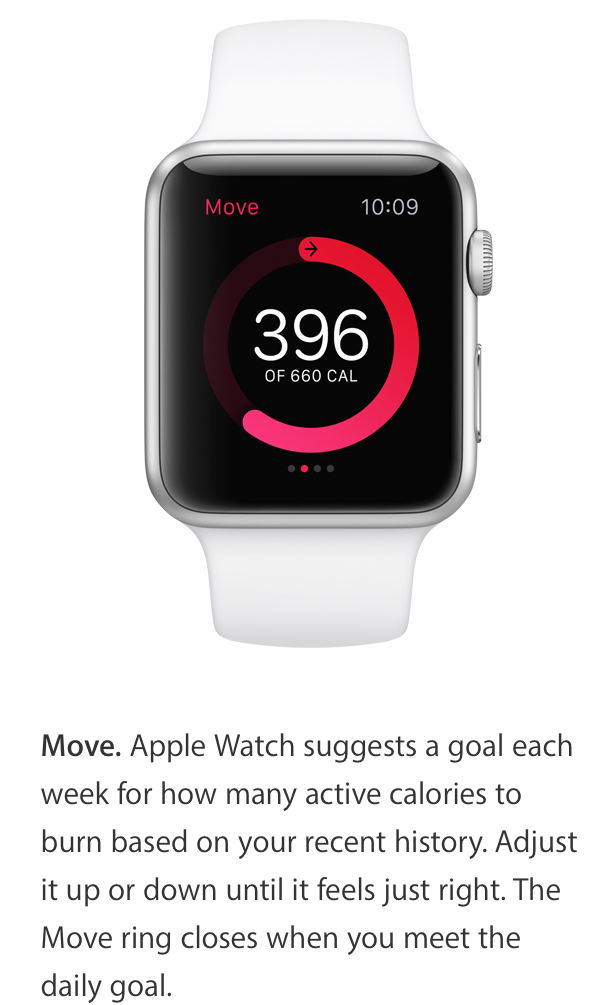 Move 10:09
396
OF 660 CAL
Move. Apple Watch suggests a goal each
week for how many active calories to
burn based on your recent history. Adjust
it up or down until it feels just right. The
Move ring closes when you meet the
daily goal.